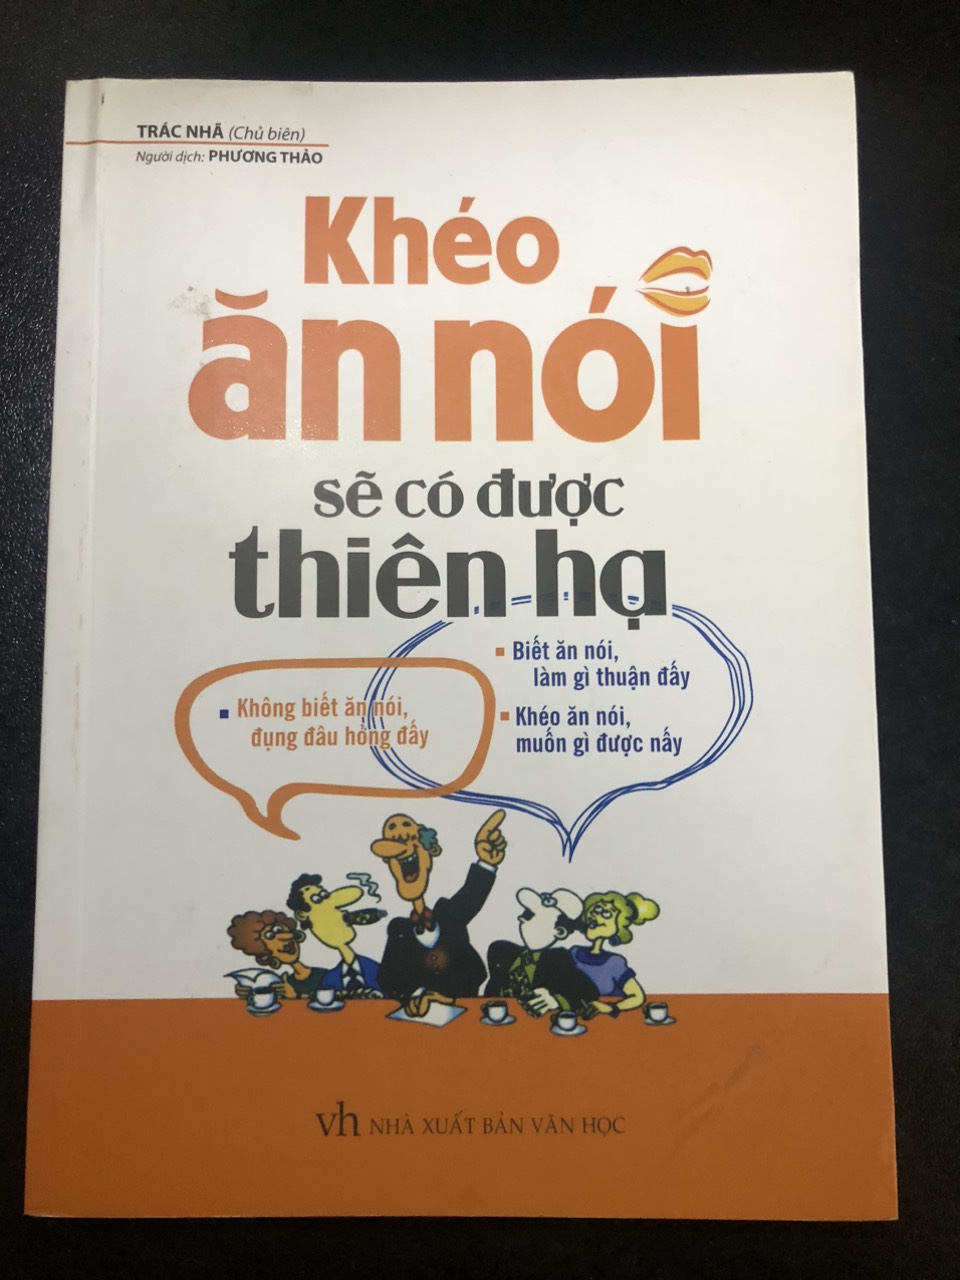 TRÁC NHÃ (Chủ biên)
Người dịch: PHƯƠNG THẢO
Khéo
ăn nói
sẽ có được
thiên hạ
Biết ăn nói,
làm gì thuận đấy
Khéo ăn nói,
muốn gì được nấy
Không biết ăn nói,
đụng đâu hỏng đấy
vh NHÀ XUẤT BẢN VĂN HỌC